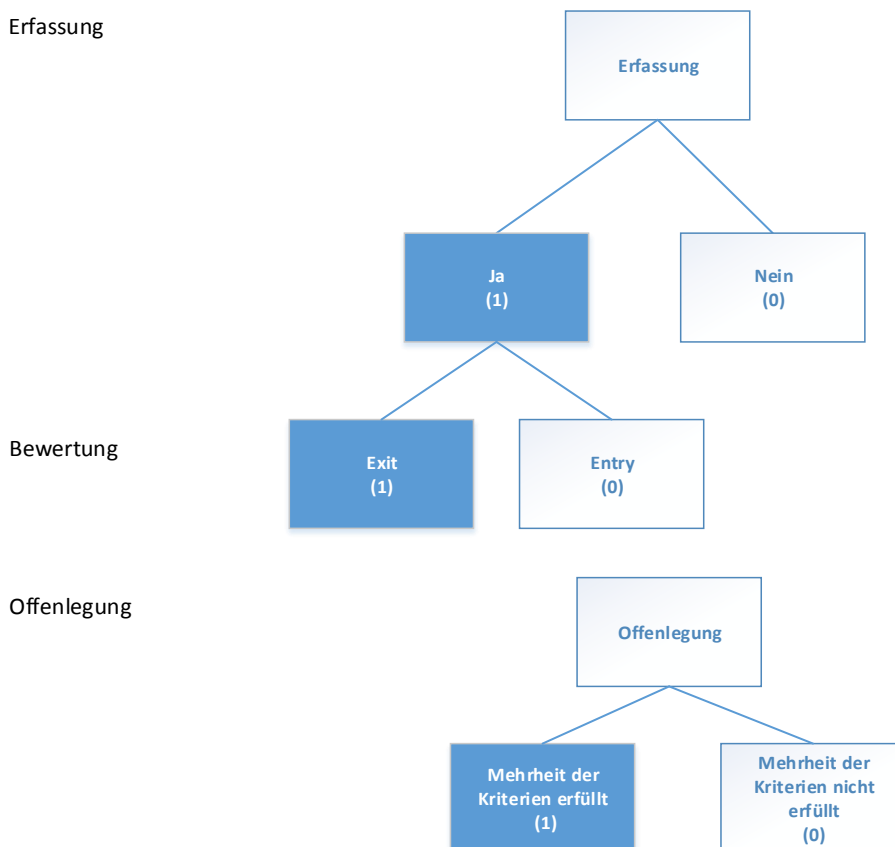 Erfassung
Erfassung
Ja
(1)
Nein
(0)
Bewertung
Exit
(1)
Entry
(0)
Offenlegung
Offenlegung
Mehrheit der
Kriterien erfüllt
(1)
Mehrheit der
Kriterien nicht
erfüllt
(0)